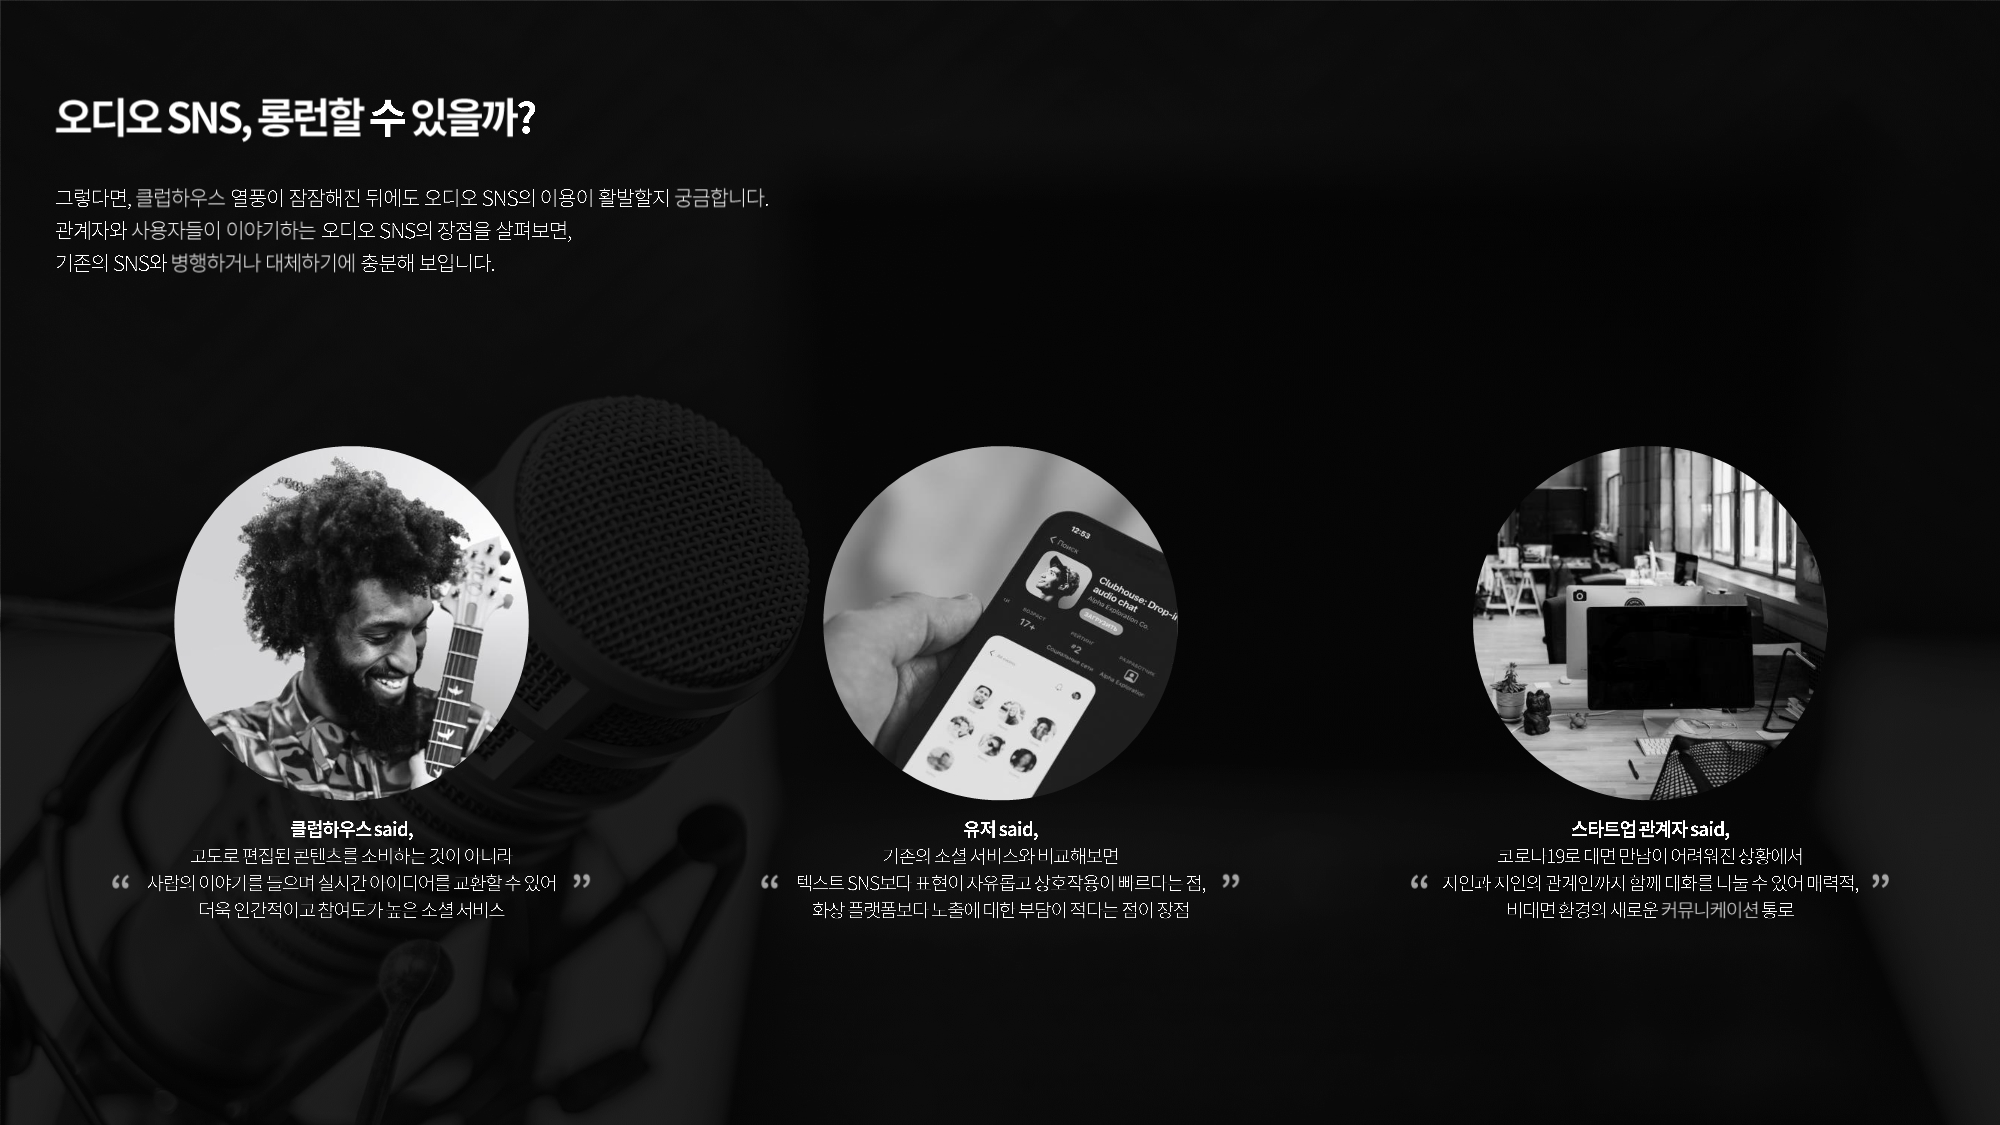 오디오 SNS, 롱런할 수 있을까?
그렇다면, 클럽하우스 열풍이 잠잠해진 뒤에도 오디오 SNS의 이용이 활발할지 궁금합니다.
관계자와 사용자들이 이야기하는 오디오 SNS의 장점을 살펴보면,
기존의 SNS와 병행하거나 대체하기에 충분해 보입니다.
12:53
Поиск
Clubhouse: Drop-i
audio chat
Alpha Exploration Co.
ЗАГРУЗИТЬ
ВОЗРАСТ
17+
РЕЙТИНГ
#2
Социальные сети
РАЗРАБОТЧИК
Alpha Exploration
클럽하우스 said,
고도로 편집된 콘텐츠를 소비하는 것이 아니라
“ 사람의 이야기를 들으며 실시간 아이디어를 교환할 수 있어 ”
더욱 인간적이고 참여도가 높은 소셜 서비스
유저 said,
기존의 소셜 서비스와 비교해보면
“ 텍스트 SNS보다 표현이 자유롭고 상호작용이 빠르다는 점, ”
화상 플랫폼보다 노출에 대한 부담이 적다는 점이 장점
스타트업 관계자 said,
코로나19로 대면 만남이 어려워진 상황에서
“ 지인과 지인의 관계인까지 함께 대화를 나눌 수 있어 매력적, ”
비대면 환경의 새로운 커뮤니케이션 통로